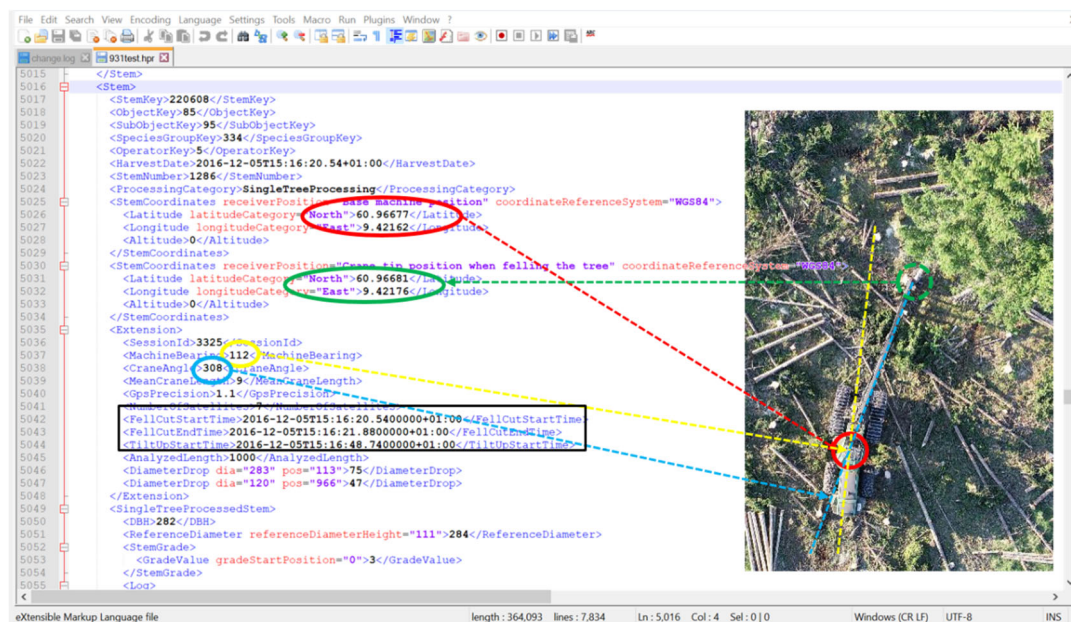 File Edit Search View Encoding Language Settings Tools Macro Run Plugins Window ?
change.log 931test.hpr
5015 </Stem>
5016 <Stem>
5017 <StemKey>220608</StemKey>
5018 <ObjectKey>85</ObjectKey>
5019 <SubObjectKey>95</SubObjectKey>
5020 <SpeciesGroupKey>334</SpeciesGroupKey>
5021 <OperatorKey>5</OperatorKey>
5022 <HarvestDate>2016-12-05T15:16:20.54+01:00</HarvestDate>
5023 <StemNumber>1286</StemNumber>
5024 <ProcessingCategory>SingleTreeProcessing</ProcessingCategory>
5025 <StemCoordinates receiverPosition="Base machine position" coordinateReferenceSystem="WGS84">
5026 <Latitude latitudeCategory="North">60.96677</Latitude>
5027 <Longitude longitudeCategory="East">9.42162</Longitude>
5028 <Altitude>0</Altitude>
5029 </StemCoordinates>
5030 <StemCoordinates receiverPosition="Crane tip position when felling the tree" coordinateReferenceSystem="WGS84">
5031 <Latitude latitudeCategory="North">60.96681</Latitude>
5032 <Longitude longitudeCategory="East">9.42176</Longitude>
5033 <Altitude>0</Altitude>
5034 </StemCoordinates>
5035 <Extension>
5036 <SessionId>3325</SessionId>
5037 <MachineBearing>112</MachineBearing>
5038 <CraneAngle>308</CraneAngle>
5039 <MeanCraneLength>9</MeanCraneLength>
5040 <GpsPrecision>1.1</GpsPrecision>
5041 <NumberOfSatellites>7</NumberOfSatellites>
5042 <FellCutStartTime>2016-12-05T15:16:20.5400000+01:00</FellCutStartTime>
5043 <FellCutEndTime>2016-12-05T15:16:21.8800000+01:00</FellCutEndTime>
5044 <TiltUpStartTime>2016-12-05T15:16:48.7400000+01:00</TiltUpStartTime>
5045 <AnalyzedLength>1000</AnalyzedLength>
5046 <DiameterDrop dia="283" pos="113">75</DiameterDrop>
5047 <DiameterDrop dia="120" pos="966">47</DiameterDrop>
5048 </Extension>
5049 <SingleTreeProcessedStem>
5050 <DBH>282</DBH>
5051 <ReferenceDiameter referenceDiameterHeight="111">284</ReferenceDiameter>
5052 <StemGrade>
5053 <GradeValue gradeStartPosition="0">3</GradeValue>
5054 </StemGrade>
5055 <Log>
eXtensible Markup Language file length : 364,093 lines : 7,834 Ln : 5,016 Col : 4 Sel : 0 | 0 Windows (CR LF) UTF-8 INS